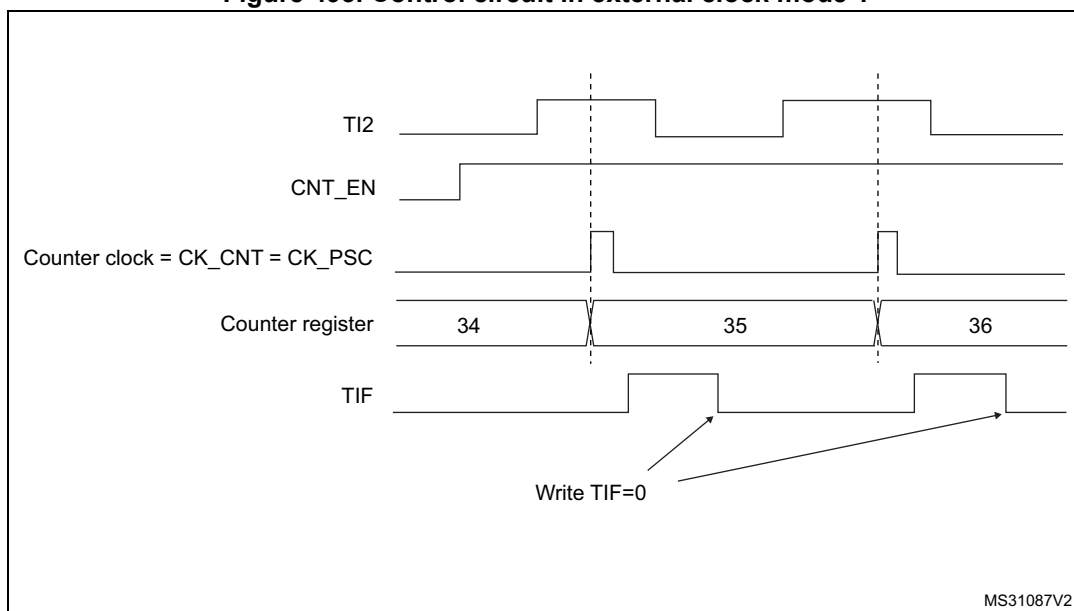 TI2
CNT_EN
Counter clock = CK_CNT = CK_PSC
Counter register 34 35 36
TIF
Write TIF=0
MS31087V2